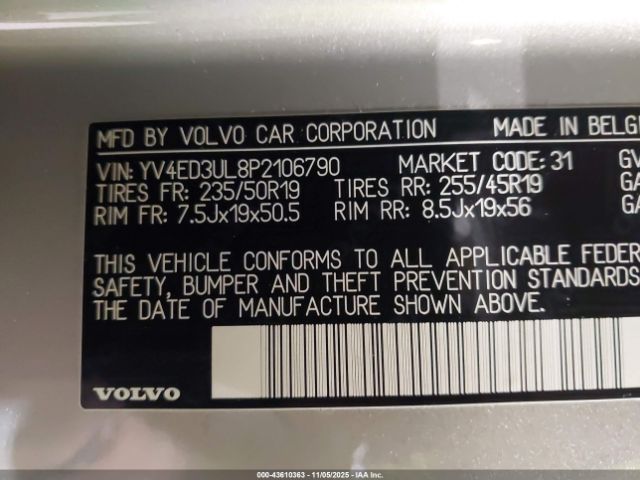 MFD BY VOLVO CAR CORPORATION MADE IN BELG
VIN: YV4ED3UL8P2106790 MARKET CODE: 31 GV
TIRES FR: 235/50R19 TIRES RR: 255/45R19 GA
RIM FR: 7.5Jx19x50.5 RIM RR: 8.5Jx19x56 GA
THIS VEHICLE CONFORMS TO ALL APPLICABLE FEDER
SAFETY, BUMPER AND THEFT PREVENTION STANDARDS
THE DATE OF MANUFACTURE SHOWN ABOVE.
VOLVO
©-43610363 - 11/05/2025 - IAA Inc.